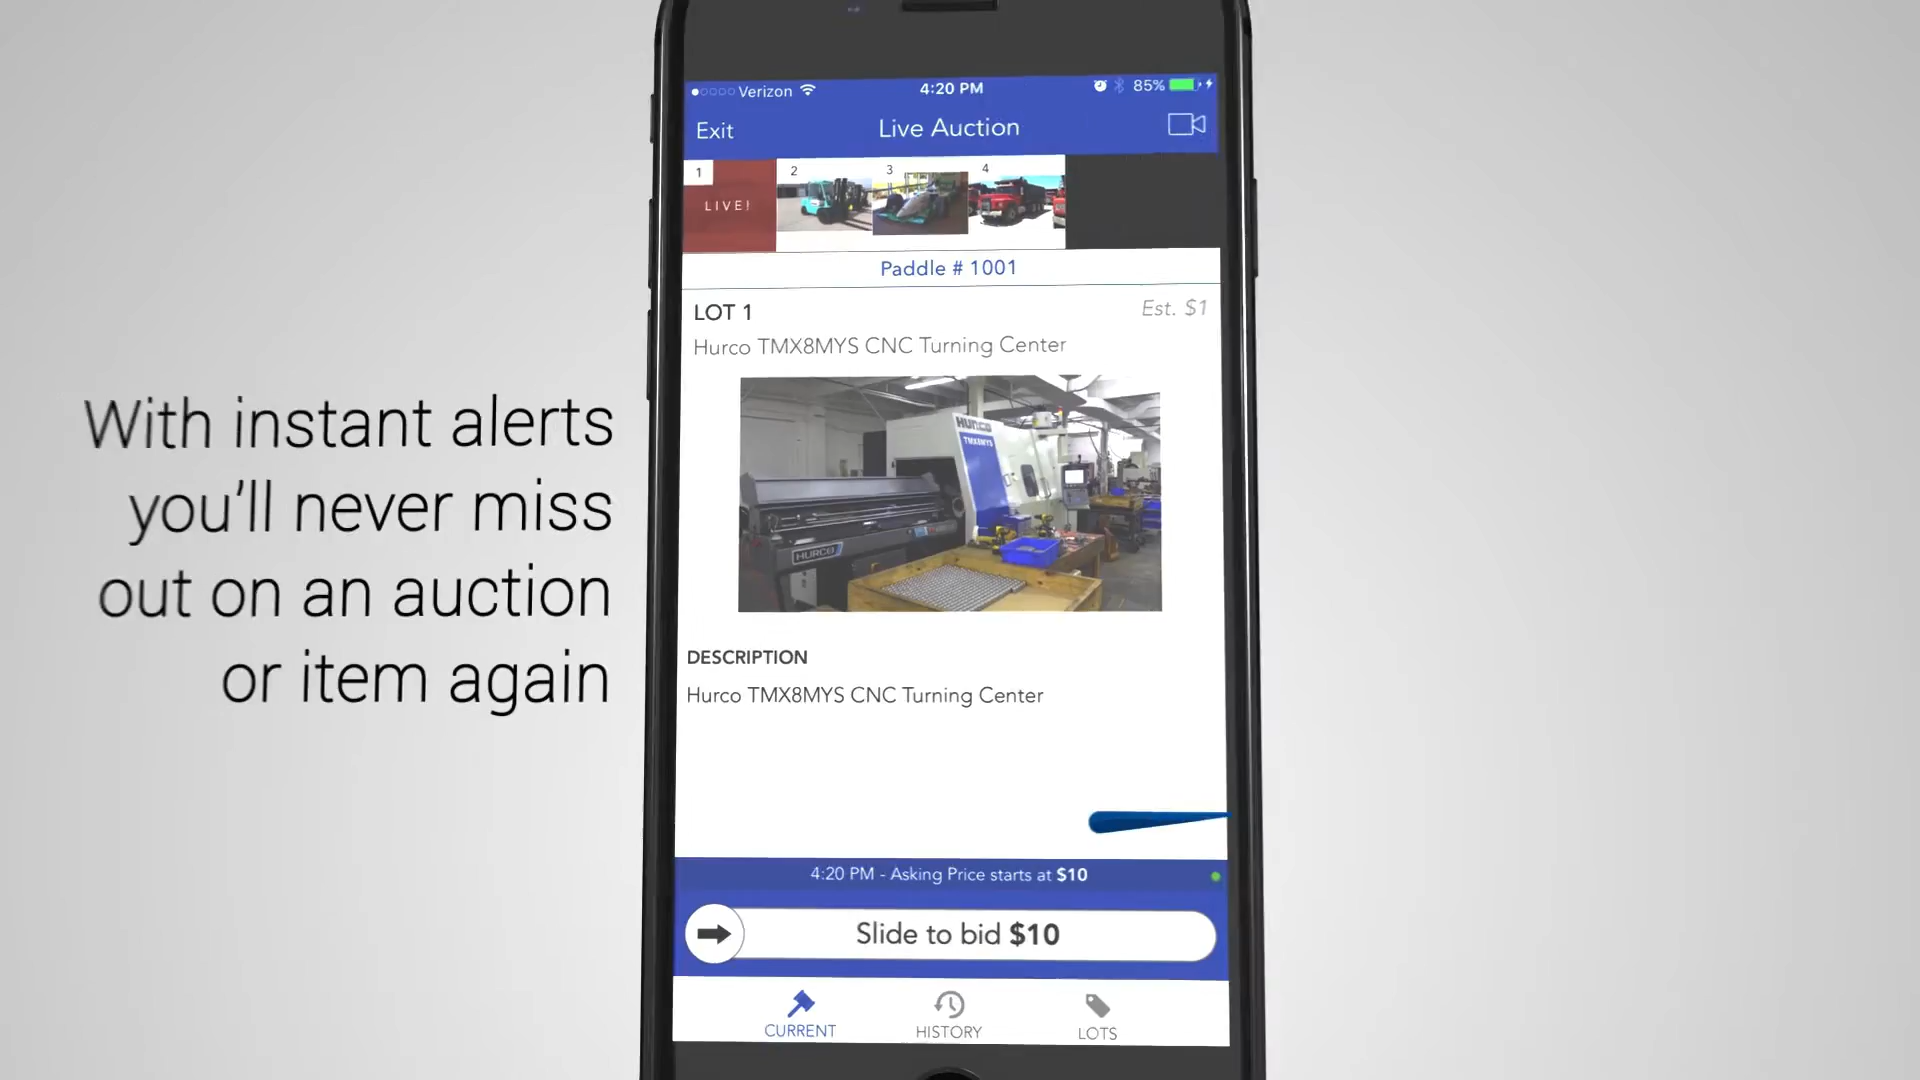 With instant alerts
you'll never miss
out on an auction
or item again
Verizon 4:20 PM 85%
Exit Live Auction
1 2 3 4
LIVE!
Paddle # 1001
LOT 1 Est. $1
Hurco TMX8MYS CNC Turning Center
HURCO
TMX8MYS
HURCO
DESCRIPTION
Hurco TMX8MYS CNC Turning Center
4:20 PM - Asking Price starts at $10
Slide to bid $10
CURRENT HISTORY LOTS